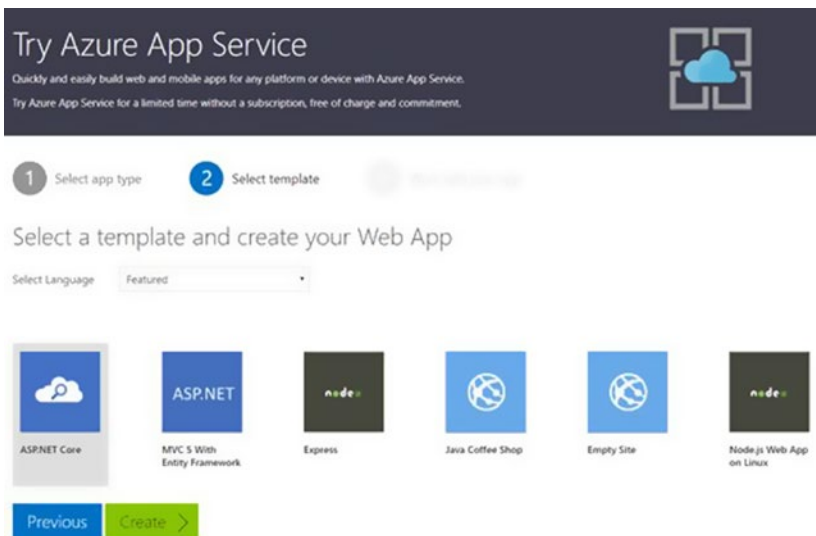 Try Azure App Service
Quickly and easily build web and mobile apps for any platform or device with Azure App Service.
Try Azure App Service for a limited time without a subscription, free of charge and commitment.
1 Select app type 2 Select template
Select a template and create your Web App
Select Language Featured
ASP.NET
node
node
ASP.NET Core
MVC 5 With
Entity Framework
Express
Java Coffee Shop
Empty Site
Node.js Web App
on Linux
Previous Create